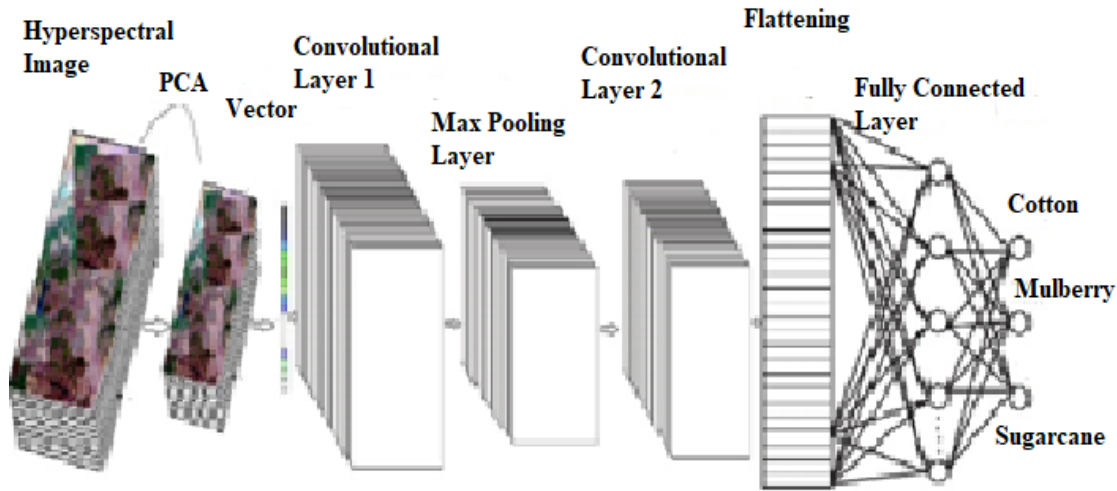 Hyperspectral
Image
PCA
Vector
Convolutional
Layer 1
Max Pooling
Layer
Convolutional
Layer 2
Flattening
Fully Connected
Layer
Cotton
Mulberry
Sugarcane